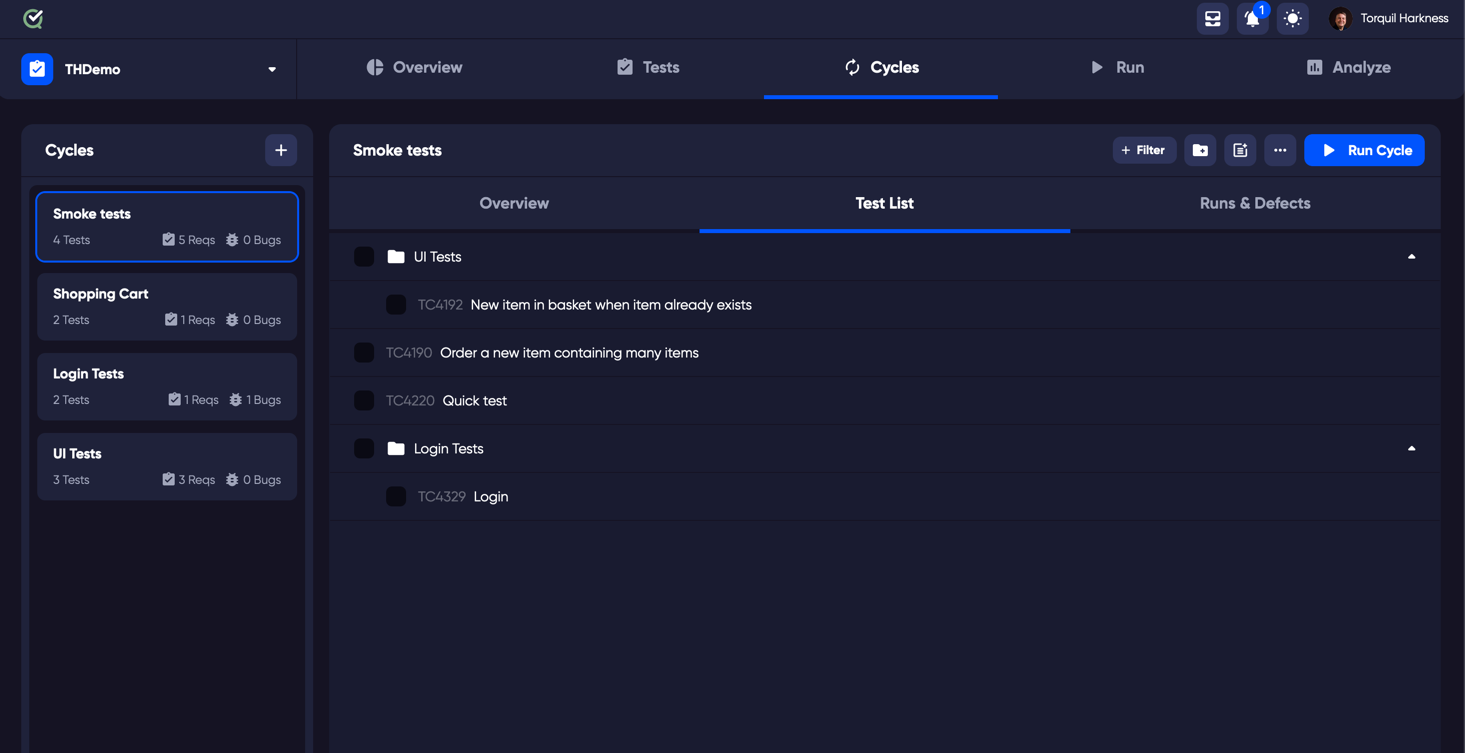 1
Torquil Harkness
THDemo
Overview
Tests
Cycles
Run
Analyze
Cycles
Smoke tests
4 Tests 5 Reqs 0 Bugs
Shopping Cart
2 Tests 1 Reqs 0 Bugs
Login Tests
2 Tests 1 Reqs 1 Bugs
UI Tests
3 Tests 3 Reqs 0 Bugs
Smoke tests
+ Filter
Run Cycle
Overview
Test List
Runs & Defects
UI Tests
TC4192 New item in basket when item already exists
TC4190 Order a new item containing many items
TC4220 Quick test
Login Tests
TC4329 Login